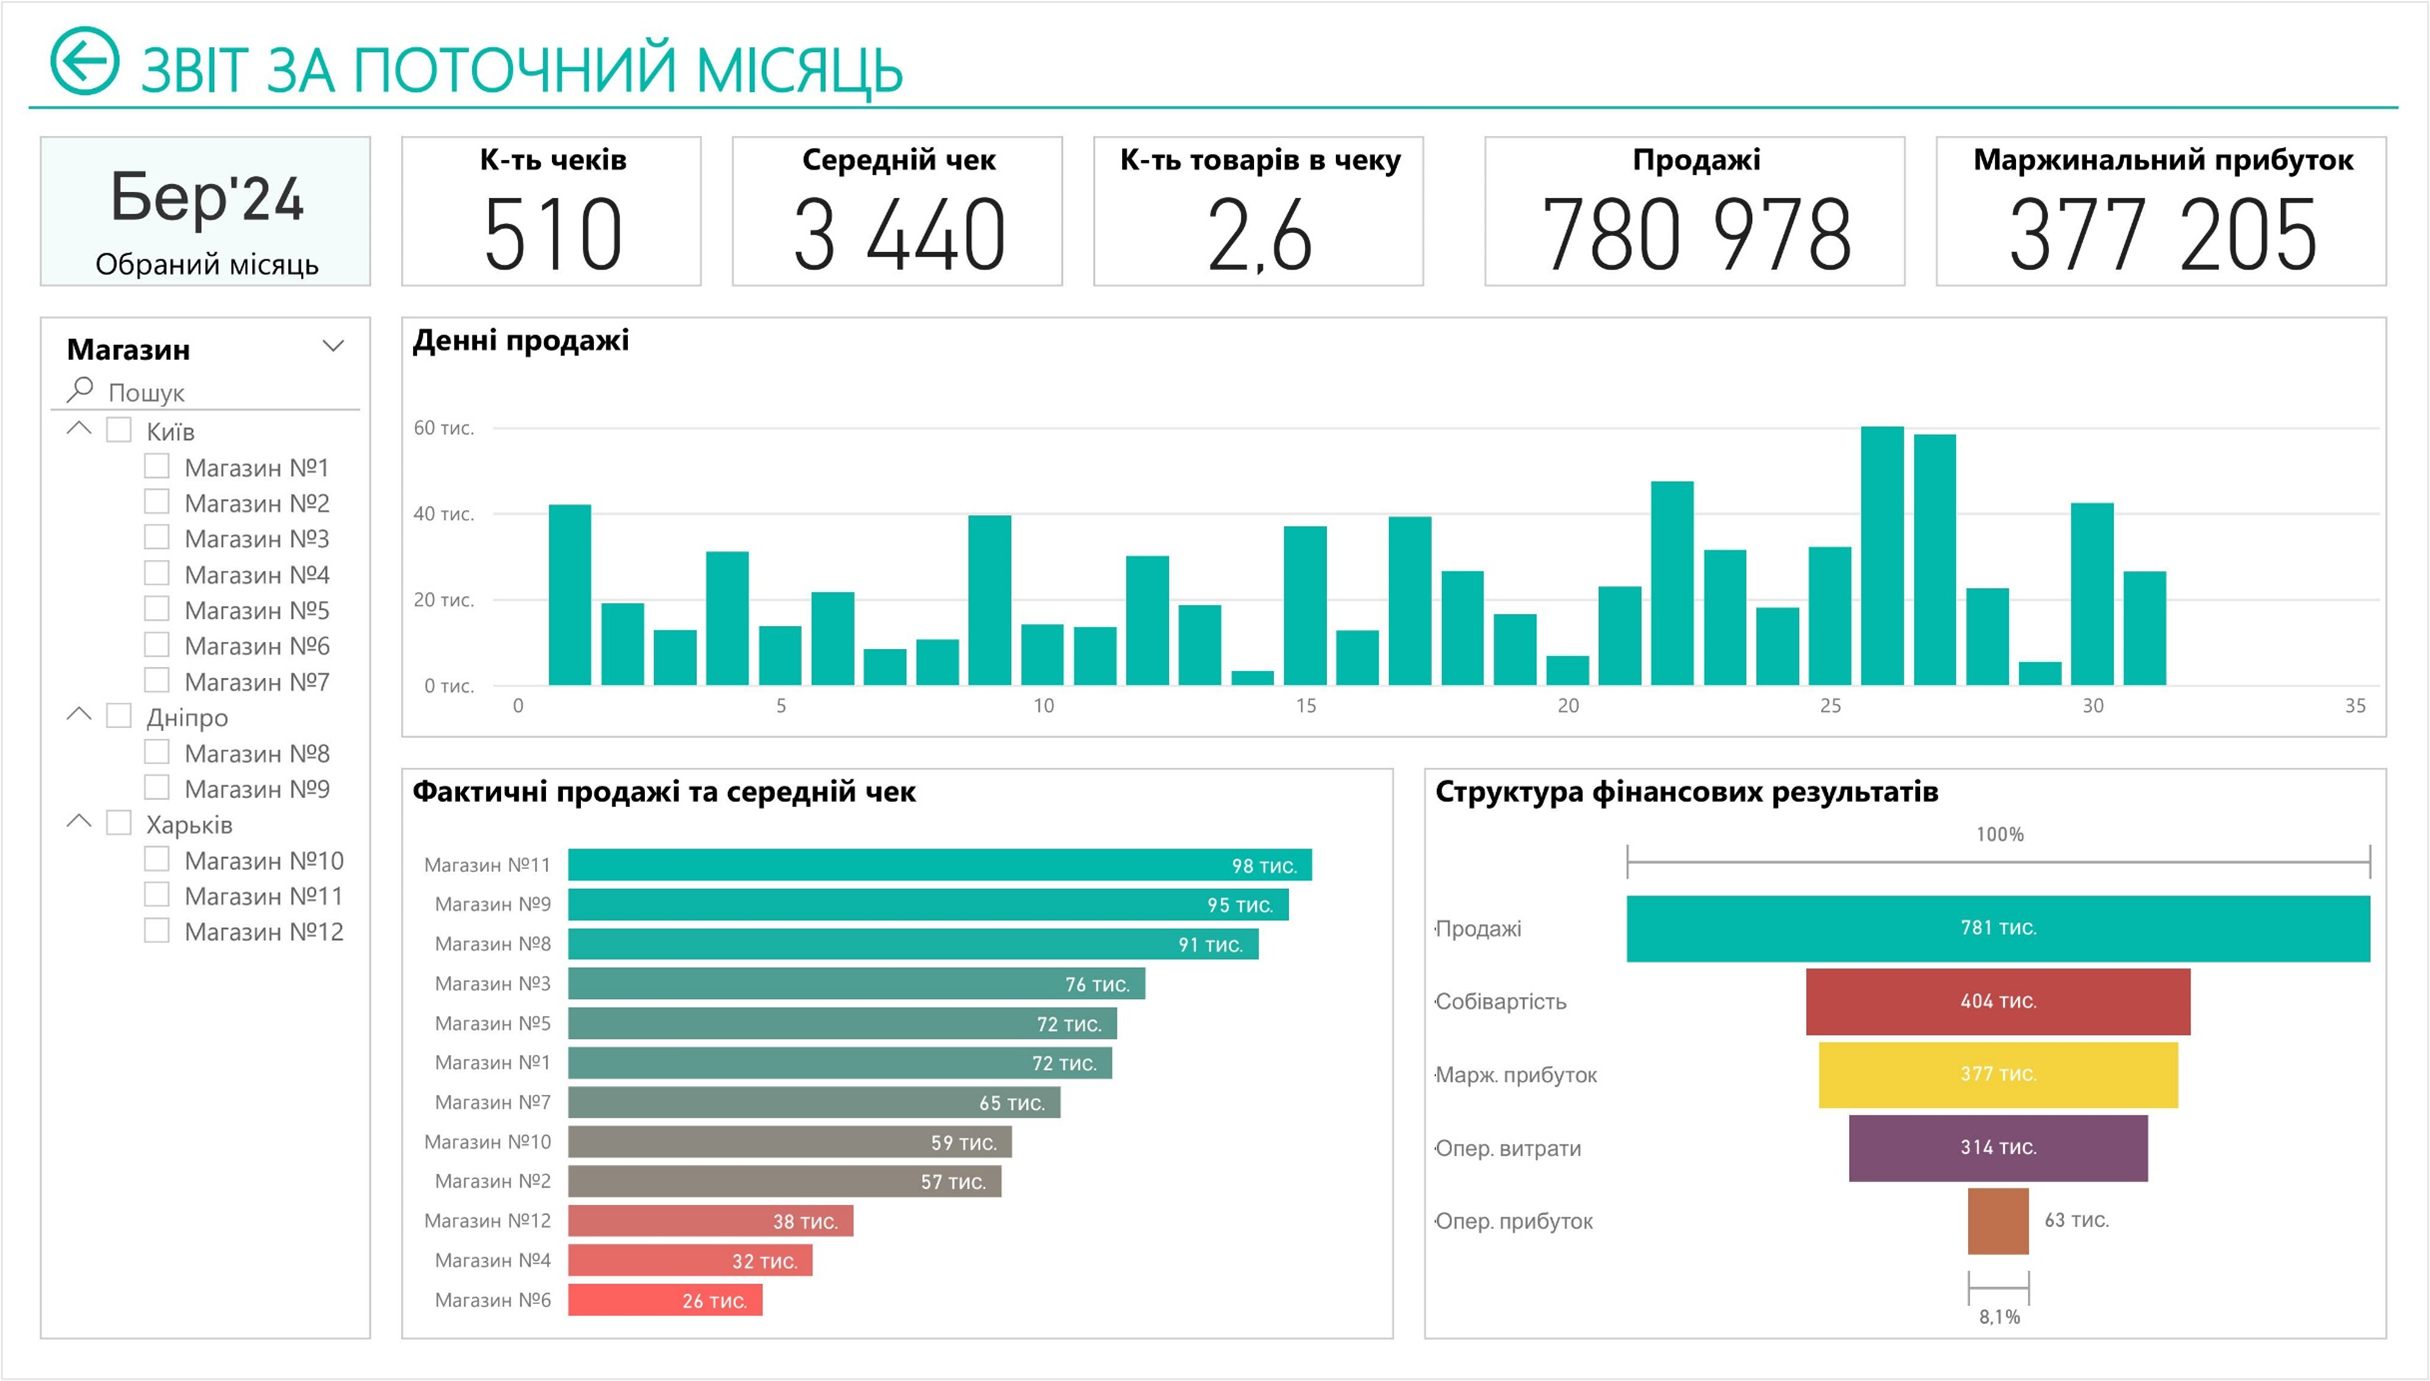 ЗВІТ ЗА ПОТОЧНИЙ МІСЯЦЬ
Бер'24
Обраний місяць
К-ть чеків
510
Середній чек
3 440
К-ть товарів в чеку
2,6
Продажі
780 978
Маржинальний прибуток
377 205
Магазин
Пошук
Київ
Магазин №1
Магазин №2
Магазин №3
Магазин №4
Магазин №5
Магазин №6
Магазин №7
Дніпро
Магазин №8
Магазин №9
Харьків
Магазин №10
Магазин №11
Магазин №12
Денні продажі
60 тис.
40 тис.
20 тис.
0 тис.
0 5 10 15 20 25 30 35
Фактичні продажі та середній чек
Магазин №11 98 тис.
Магазин №9 95 тис.
Магазин №8 91 тис.
Магазин №3 76 тис.
Магазин №5 72 тис.
Магазин №1 72 тис.
Магазин №7 65 тис.
Магазин №10 59 тис.
Магазин №2 57 тис.
Магазин №12 38 тис.
Магазин №4 32 тис.
Магазин №6 26 тис.
Структура фінансових результатів
100%
Продажі 781 тис.
Собівартість 404 тис.
Марж. прибуток 377 тис.
Опер. витрати 314 тис.
Опер. прибуток 63 тис.
8,1%